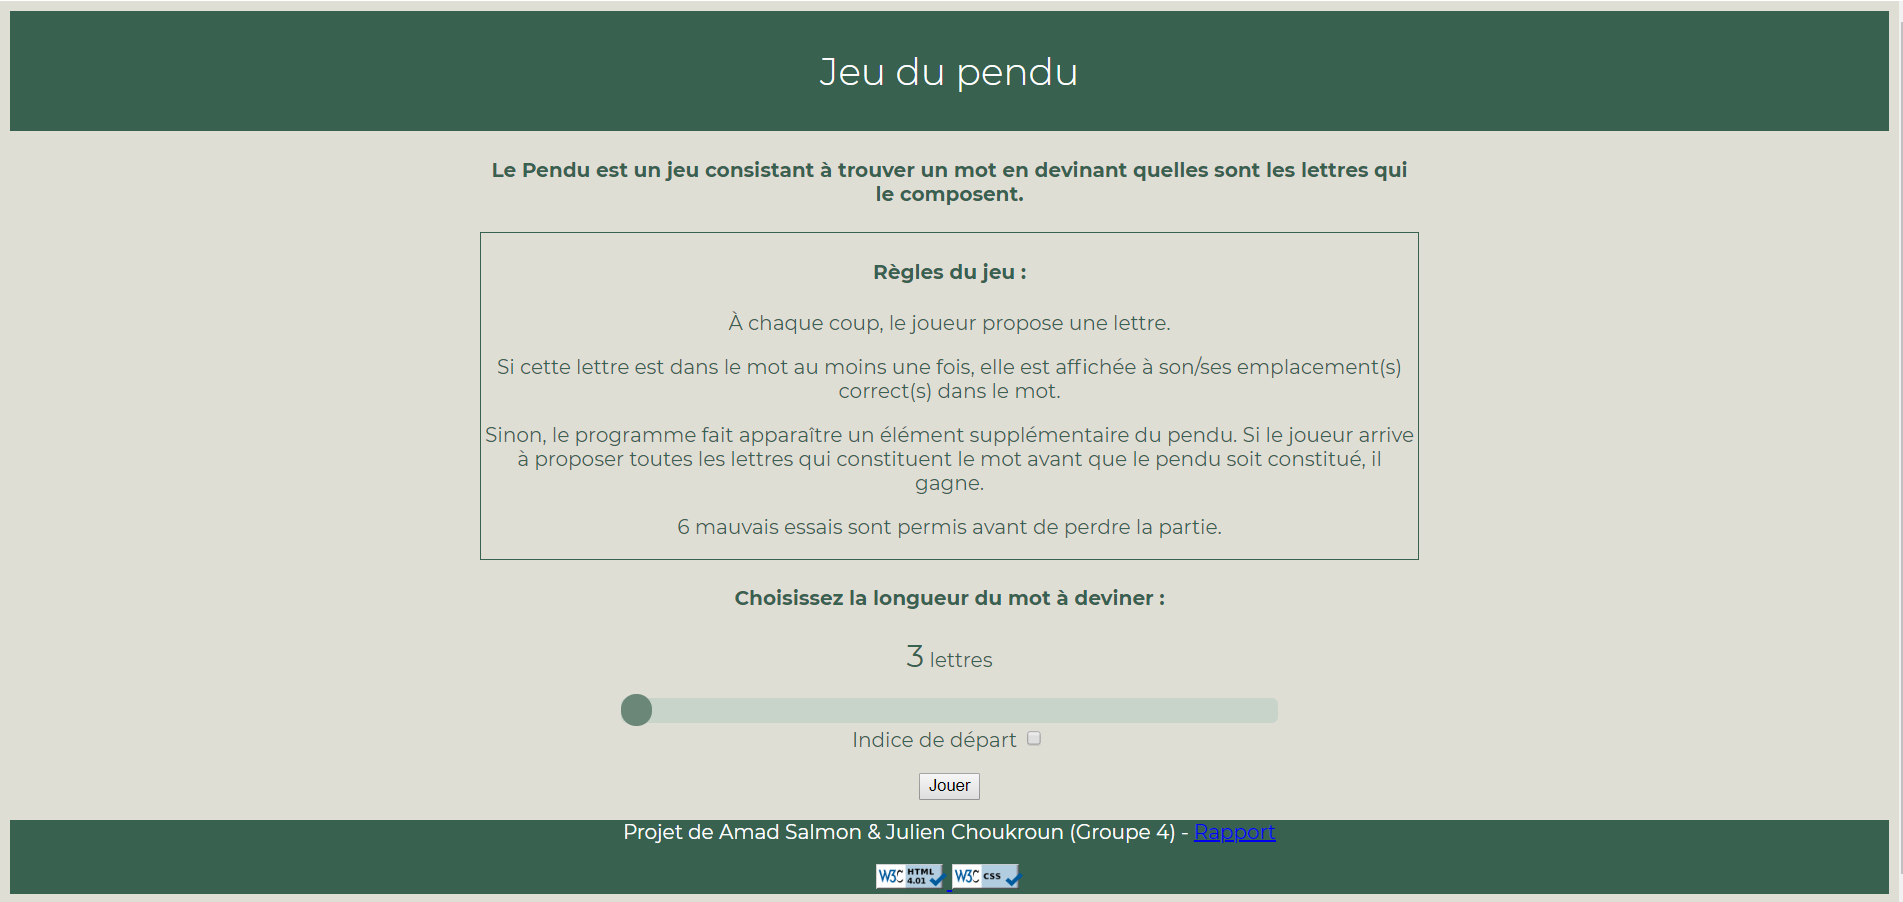 Jeu du pendu
Le Pendu est un jeu consistant à trouver un mot en devinant quelles sont les lettres qui
le composent.
Règles du jeu :
À chaque coup, le joueur propose une lettre.
Si cette lettre est dans le mot au moins une fois, elle est affichée à son/ses emplacement(s)
correct(s) dans le mot.
Sinon, le programme fait apparaître un élément supplémentaire du pendu. Si le joueur arrive
à proposer toutes les lettres qui constituent le mot avant que le pendu soit constitué, il
gagne.
6 mauvais essais sont permis avant de perdre la partie.
Choisissez la longueur du mot à deviner :
3 lettres
Indice de départ
Jouer
Projet de Amad Salmon & Julien Choukroun (Groupe 4) - Rapport
W3C HTML 4.01 W3C css